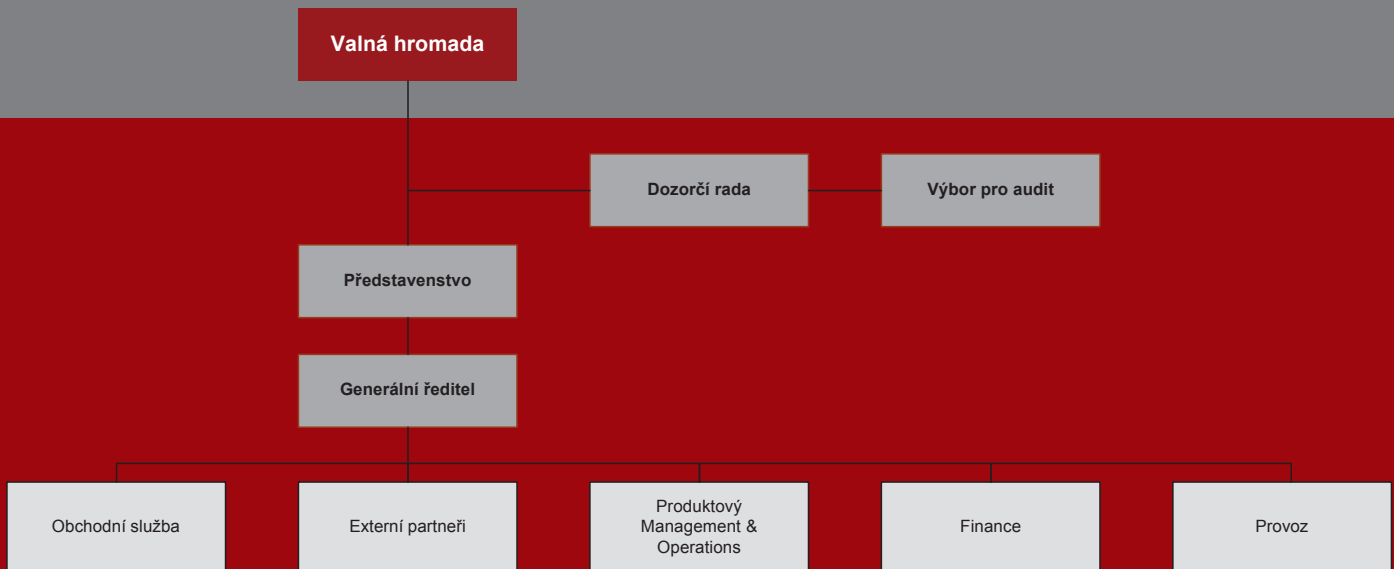 Valná hromada
Dozorčí rada
Výbor pro audit
Představenstvo
Generální ředitel
Obchodní služba
Externí partneři
Produktový
Management &
Operations
Finance
Provoz